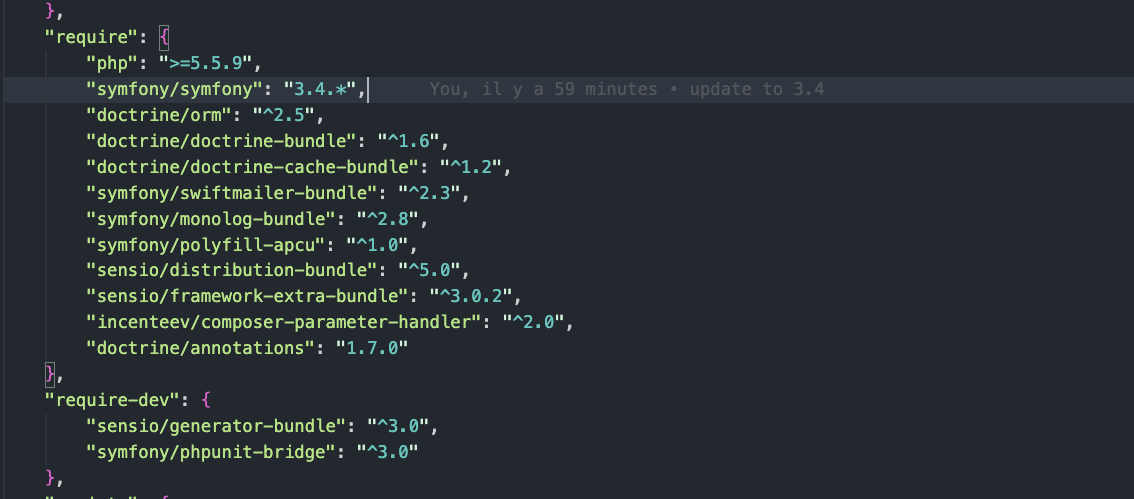 },
"require": {
"php": ">=5.5.9",
"symfony/symfony": "3.4.*", You, il y a 59 minutes • update to 3.4
"doctrine/orm": "^2.5",
"doctrine/doctrine-bundle": "^1.6",
"doctrine/doctrine-cache-bundle": "^1.2",
"symfony/swiftmailer-bundle": "^2.3",
"symfony/monolog-bundle": "^2.8",
"symfony/polyfill-apcu": "^1.0",
"sensio/distribution-bundle": "^5.0",
"sensio/framework-extra-bundle": "^3.0.2",
"incenteev/composer-parameter-handler": "^2.0",
"doctrine/annotations": "1.7.0"
},
"require-dev": {
"sensio/generator-bundle": "^3.0",
"symfony/phpunit-bridge": "^3.0"
},